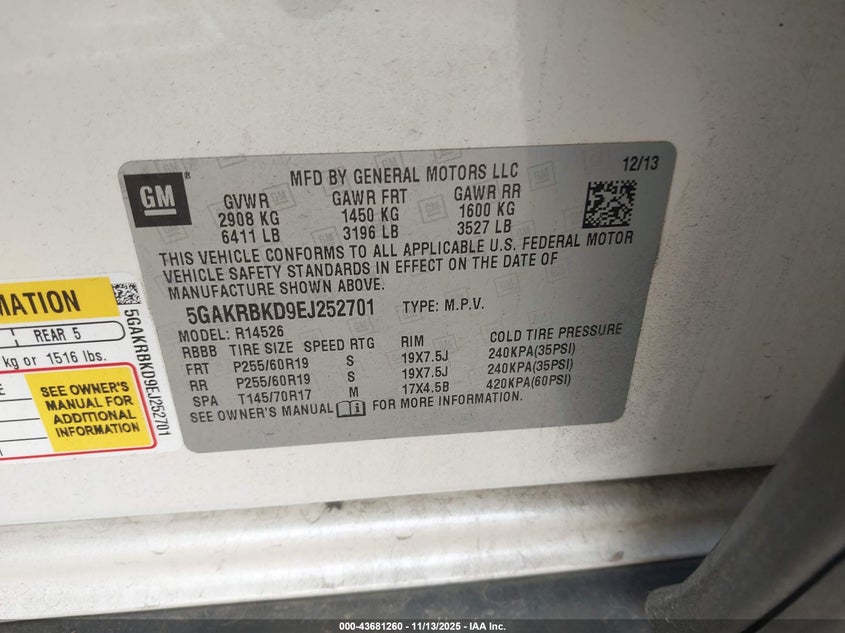 MFD BY GENERAL MOTORS LLC 12/13
GM ®
GVWR GAWR FRT GAWR RR
2908 KG 1450 KG 1600 KG
6411 LB 3196 LB 3527 LB
THIS VEHICLE CONFORMS TO ALL APPLICABLE U.S. FEDERAL MOTOR
VEHICLE SAFETY STANDARDS IN EFFECT ON THE DATE OF
MANUFACTURE SHOWN ABOVE.
5GAKRBKD9EJ252701 TYPE: M.P.V.
MODEL: R14526
RBBB TIRE SIZE SPEED RTG RIM COLD TIRE PRESSURE
FRT P255/60R19 S 19X7.5J 240KPA(35PSI)
RR P255/60R19 S 19X7.5J 240KPA(35PSI)
SPA T145/70R17 M 17X4.5B 420KPA(60PSI)
SEE OWNER'S MANUAL FOR MORE INFORMATION.
MATION
REAR 5
kg or 1516 lbs.
SEE OWNER'S
MANUAL FOR
ADDITIONAL
INFORMATION
5GAKRBKD9EJ252701
000-43681260 - 11/13/2025 - IAA Inc.